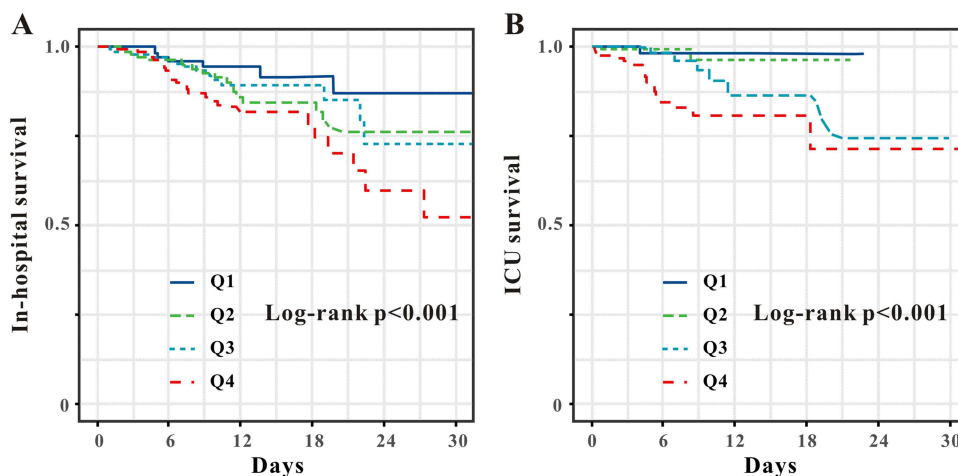 A
In-hospital survival
1.0
0.5
0
Q1
Q2
Q3
Q4
Log-rank p<0.001
0 6 12 18 24 30
Days
B
ICU survival
1.0
0.5
0
Q1
Q2
Q3
Q4
Log-rank p<0.001
0 6 12 18 24 30
Days